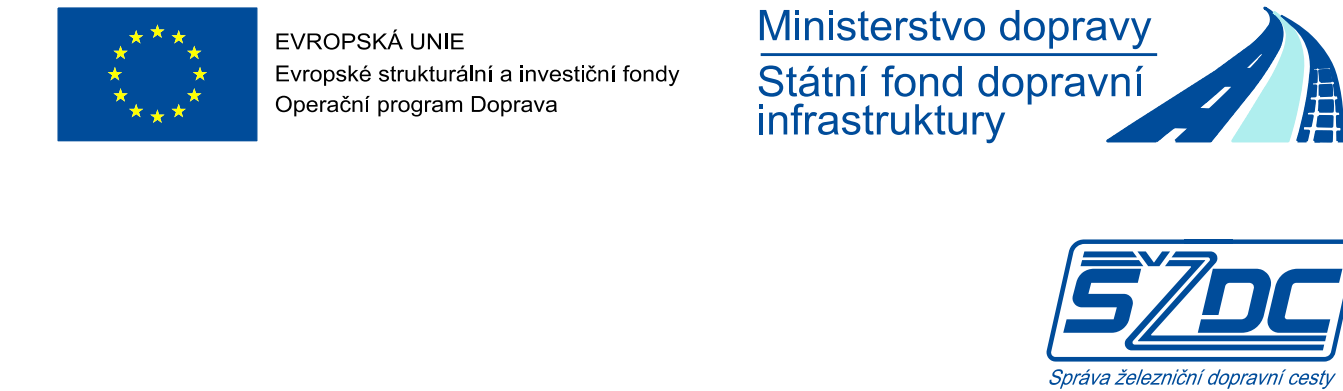 EVROPSKÁ UNIE
Evropské strukturální a investiční fondy
Operační program Doprava
Ministerstvo dopravy
Státní fond dopravní
infrastruktury
SŽDC
Správa železniční dopravní cesty